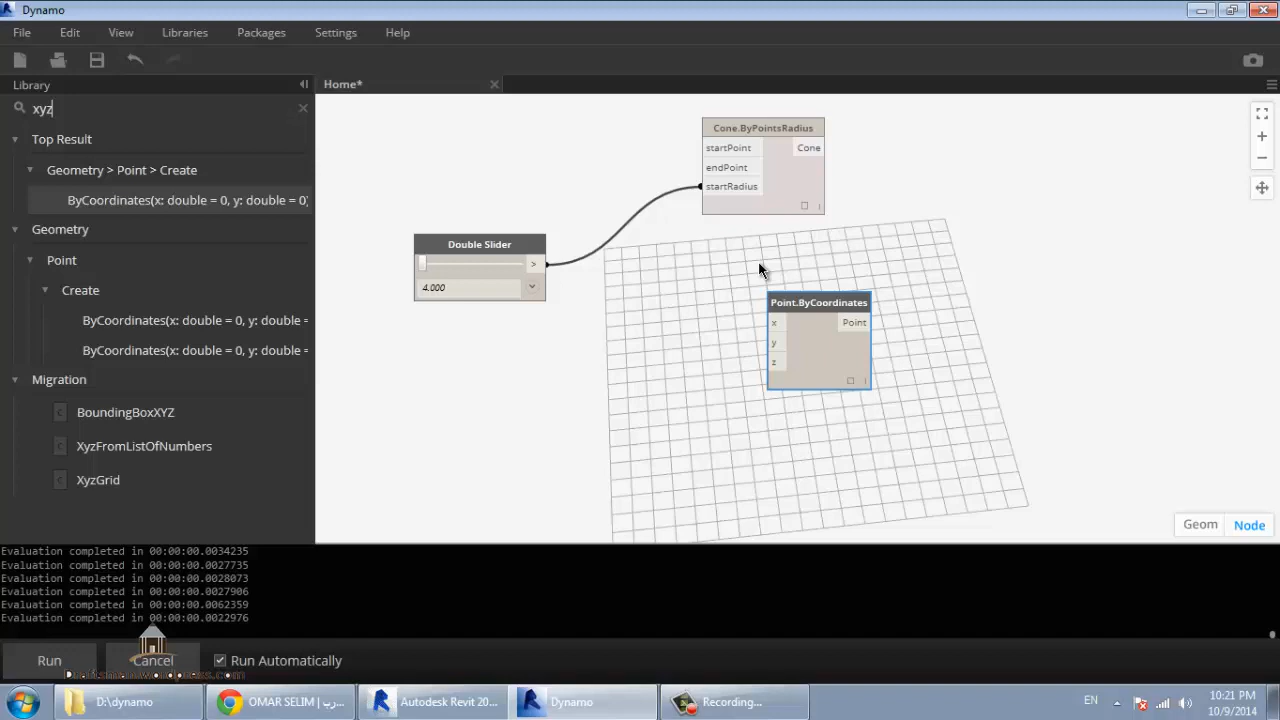 Dynamo
File Edit View Libraries Packages Settings Help
Library
Home*
xyz
Top Result
Geometry > Point > Create
ByCoordinates(x: double = 0, y: double = 0)
Geometry
Point
Create
ByCoordinates(x: double = 0, y: double =
ByCoordinates(x: double = 0, y: double =
Migration
BoundingBoxXYZ
XyzFromListOfNumbers
XyzGrid
Cone.ByPointsRadius
startPoint Cone
endPoint
startRadius
Double Slider
>
4.000
Point.ByCoordinates
x Point
y
z
Geom Node
Evaluation completed in 00:00:00.0034235
Evaluation completed in 00:00:00.0027735
Evaluation completed in 00:00:00.0028073
Evaluation completed in 00:00:00.0027906
Evaluation completed in 00:00:00.0062359
Evaluation completed in 00:00:00.0022976
Run Cancel Run Automatically
D:\dynamo
OMAR SELIM | رب...
Autodesk Revit 20...
Dynamo
Recording...
EN
10:21 PM
10/9/2014